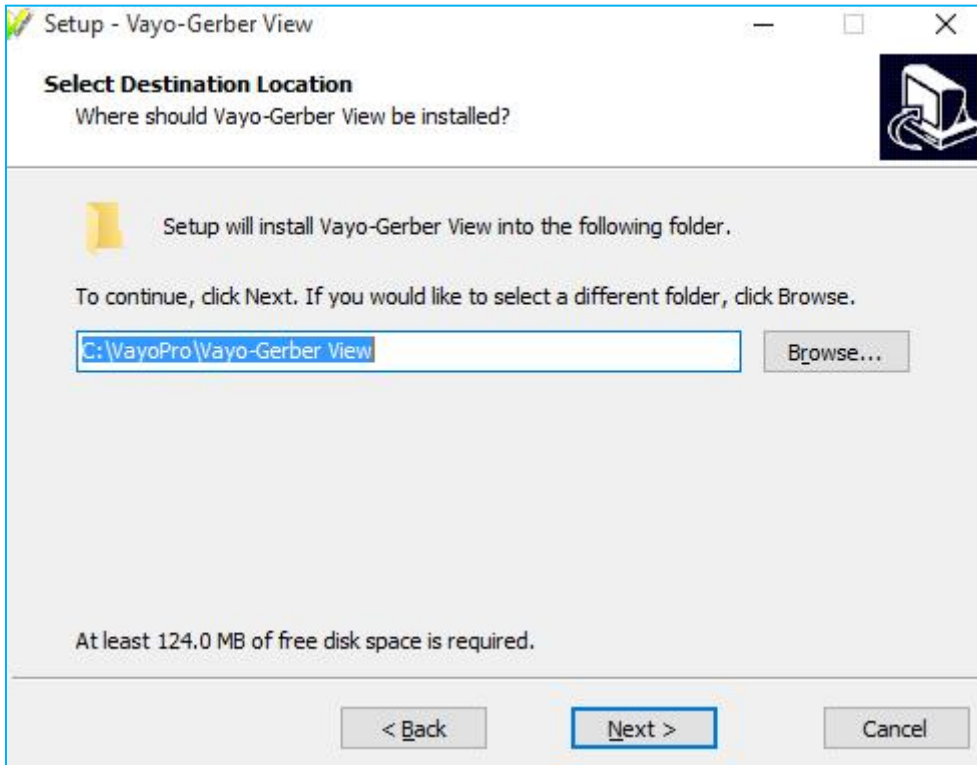 Setup - Vayo-Gerber View
Select Destination Location
Where should Vayo-Gerber View be installed?
Setup will install Vayo-Gerber View into the following folder.
To continue, click Next. If you would like to select a different folder, click Browse.
C:\VayoPro\Vayo-Gerber View
Browse...
At least 124.0 MB of free disk space is required.
< Back
Next >
Cancel